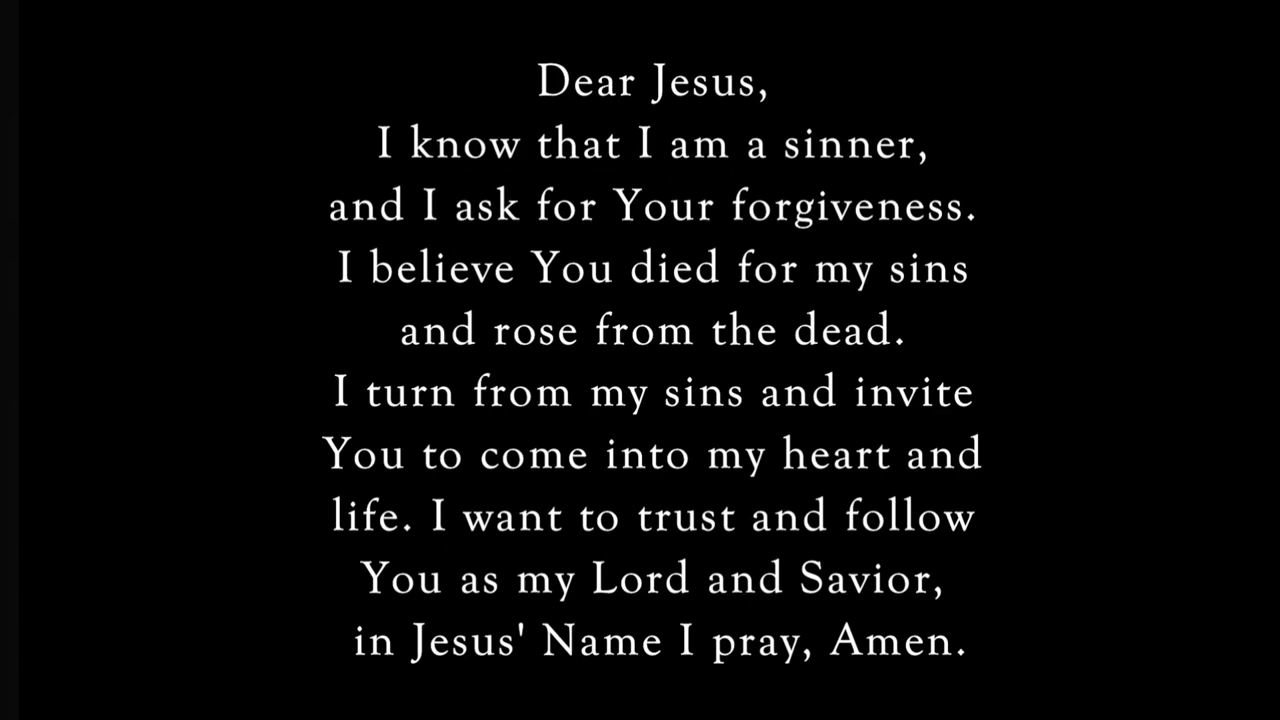 Dear Jesus,
I know that I am a sinner,
and I ask for Your forgiveness.
I believe You died for my sins
and rose from the dead.
I turn from my sins and invite
You to come into my heart and
life. I want to trust and follow
You as my Lord and Savior,
in Jesus' Name I pray, Amen.